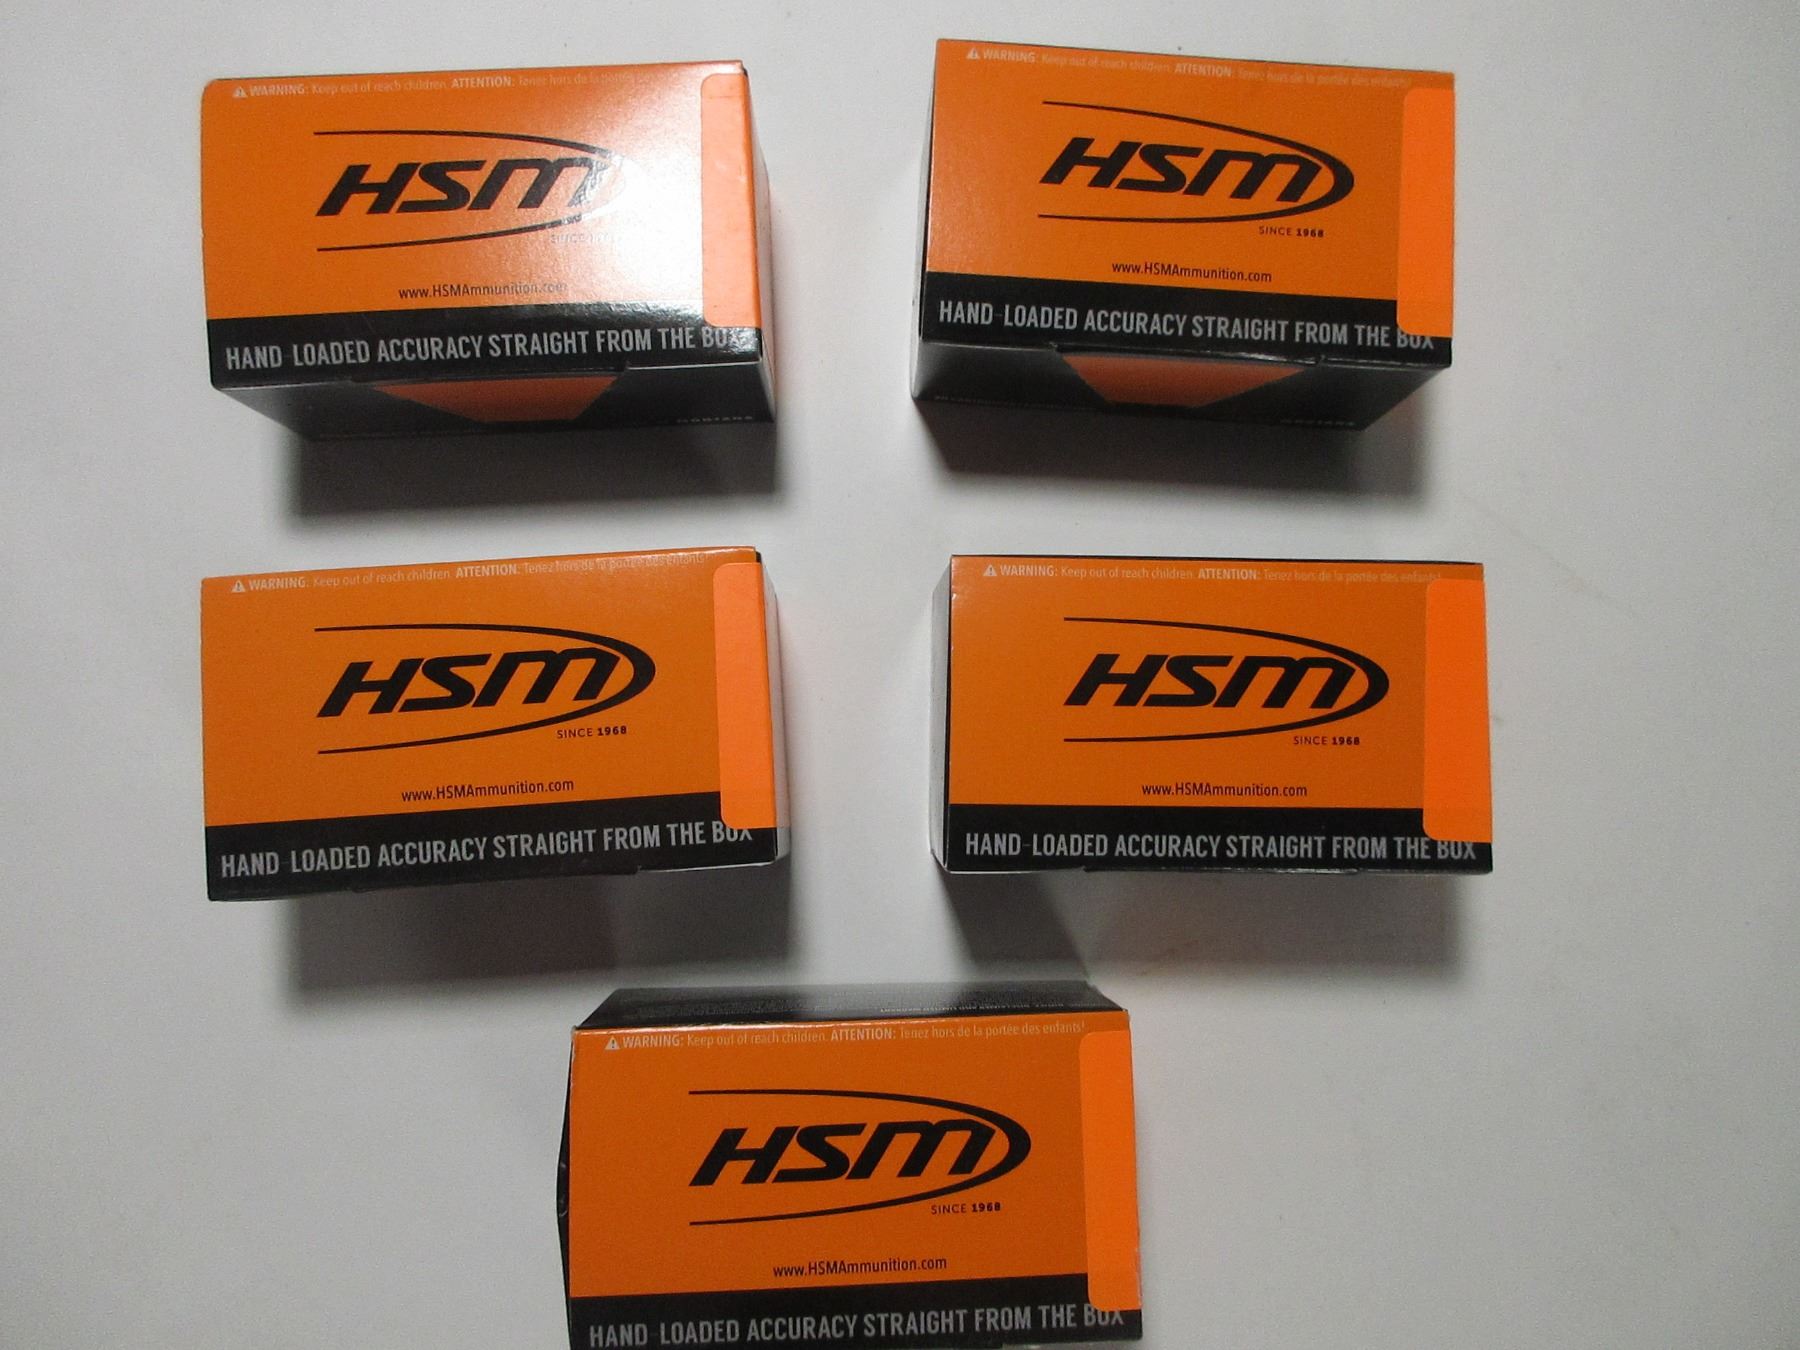 WARNING: Keep out of reach children. ATTENTION: Tenez hors de la portée
HSM
SINCE
www.HSMAmmunition.com
HAND-LOADED ACCURACY STRAIGHT FROM THE BOX
WARNING: Keep out of reach children. ATTENTION: Tenez hors de la portée des enfants!
HSM
SINCE 1968
www.HSMAmmunition.com
HAND-LOADED ACCURACY STRAIGHT FROM THE BOX
WARNING: Keep out of reach children. ATTENTION: Tenez hors de la portée des enfants!
HSM
SINCE 1968
www.HSMAmmunition.com
HAND-LOADED ACCURACY STRAIGHT FROM THE BOX
WARNING: Keep out of reach children. ATTENTION: Tenez hors de la portée des enfants!
HSM
SINCE 1968
www.HSMAmmunition.com
HAND-LOADED ACCURACY STRAIGHT FROM THE BOX
WARNING: Keep out of reach children. ATTENTION: Tenez hors de la portée des enfants!
HSM
SINCE 1968
www.HSMAmmunition.com
HAND-LOADED ACCURACY STRAIGHT FROM THE BOX